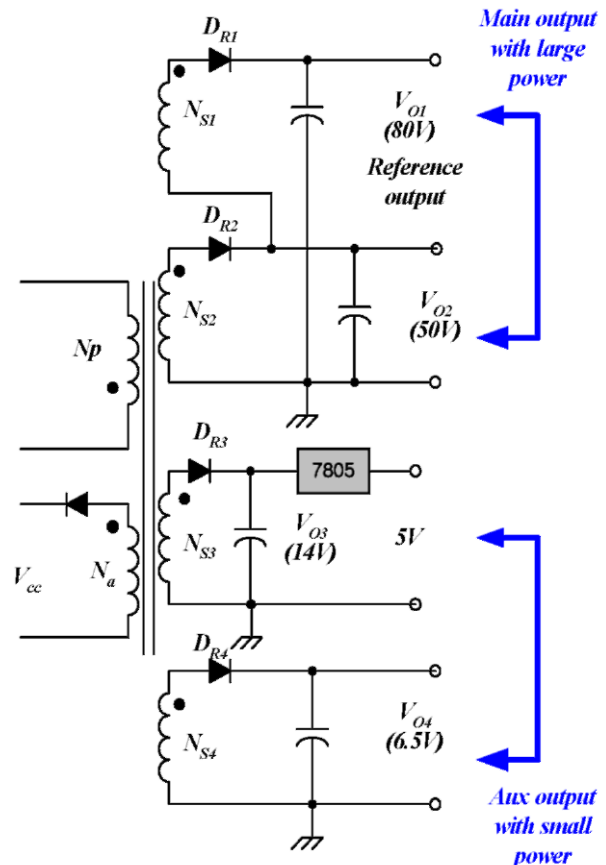 Main output
with large
power
DR1
NS1
VO1
(80V)
Reference
output
DR2
NS2
VO2
(50V)
Np
DR3
7805
NS3
VO3
(14V)
5V
Vcc
Na
DR4
NS4
VO4
(6.5V)
Aux output
with small
power